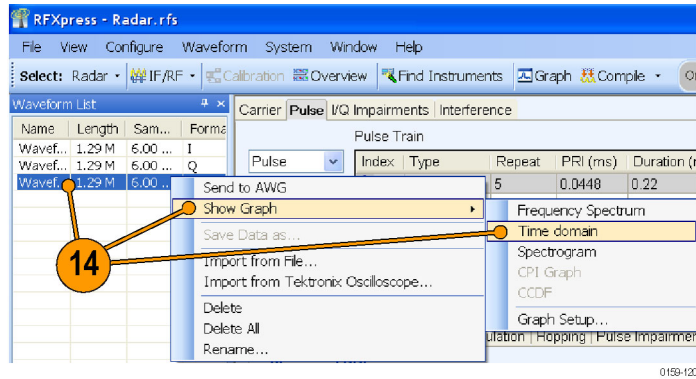 RFXpress - Radar.rfs
File View Configure Waveform System Window Help
Select: Radar IF/RF Calibration Overview Find Instruments Graph Compile
Waveform List
Carrier Pulse I/Q Impairments Interference
Name Length Sam... Forma
Pulse Train
Wavef... 1.29 M 6.00 ... I
Pulse
Index Type Repeat PRI (ms) Duration (
Wavef... 1.29 M 6.00 ... Q
Wavef... 1.29 M 6.00 ...
5 0.0448 0.22
Send to AWG
Show Graph
Save Data as...
Import from File...
Import from Tektronix Oscilloscope...
Delete
Delete All
Rename...
Frequency Spectrum
Time domain
Spectrogram
CPI Graph
CCDF
Graph Setup...
14
ulation Hopping Pulse Impairmen
0159-120